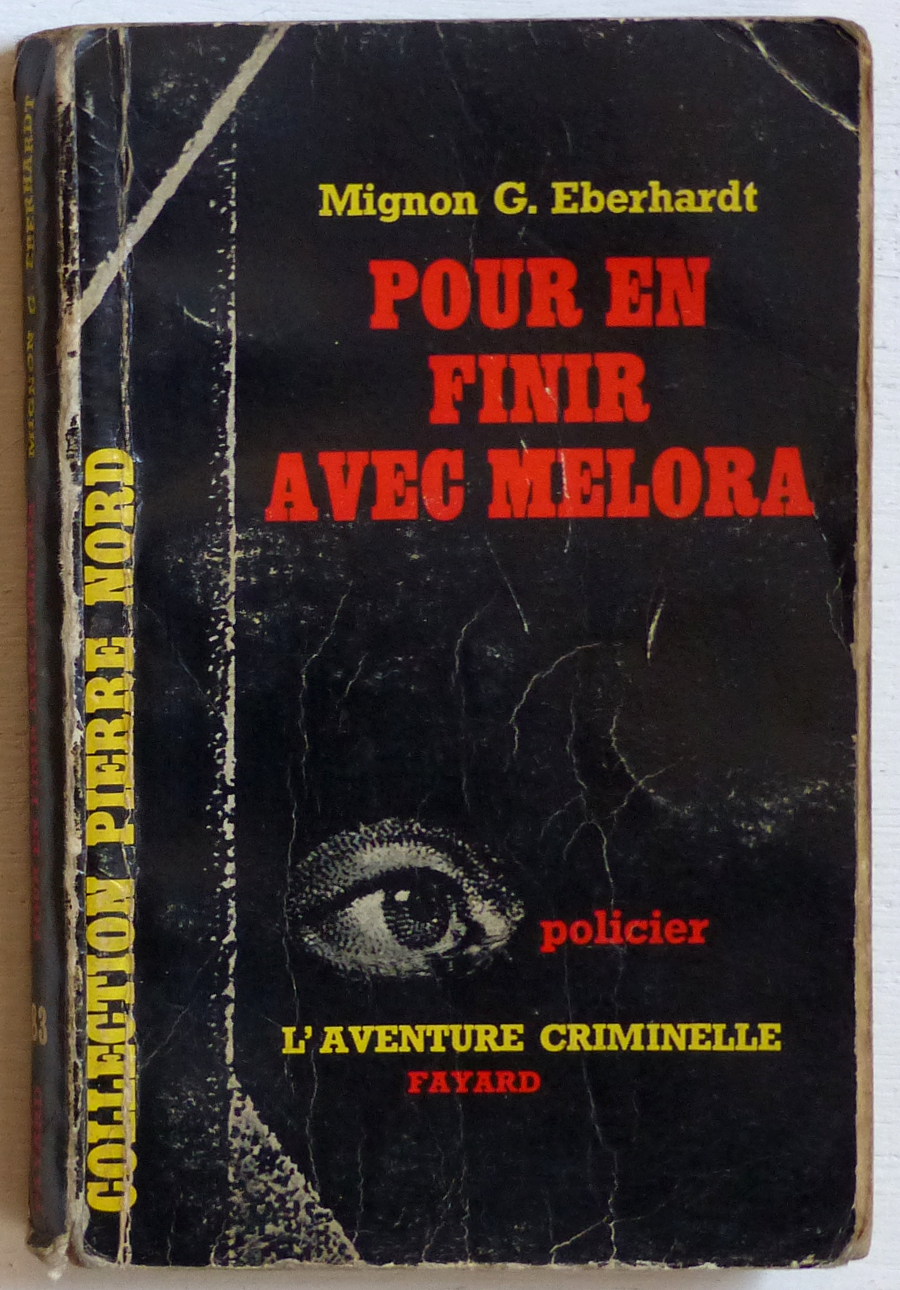 Mignon G. Eberhardt
POUR EN
FINIR
AVEC MELORA
policier
L'AVENTURE CRIMINELLE
FAYARD
COLLECTION PIERRE NORD
MIGNON G. EBERHARDT